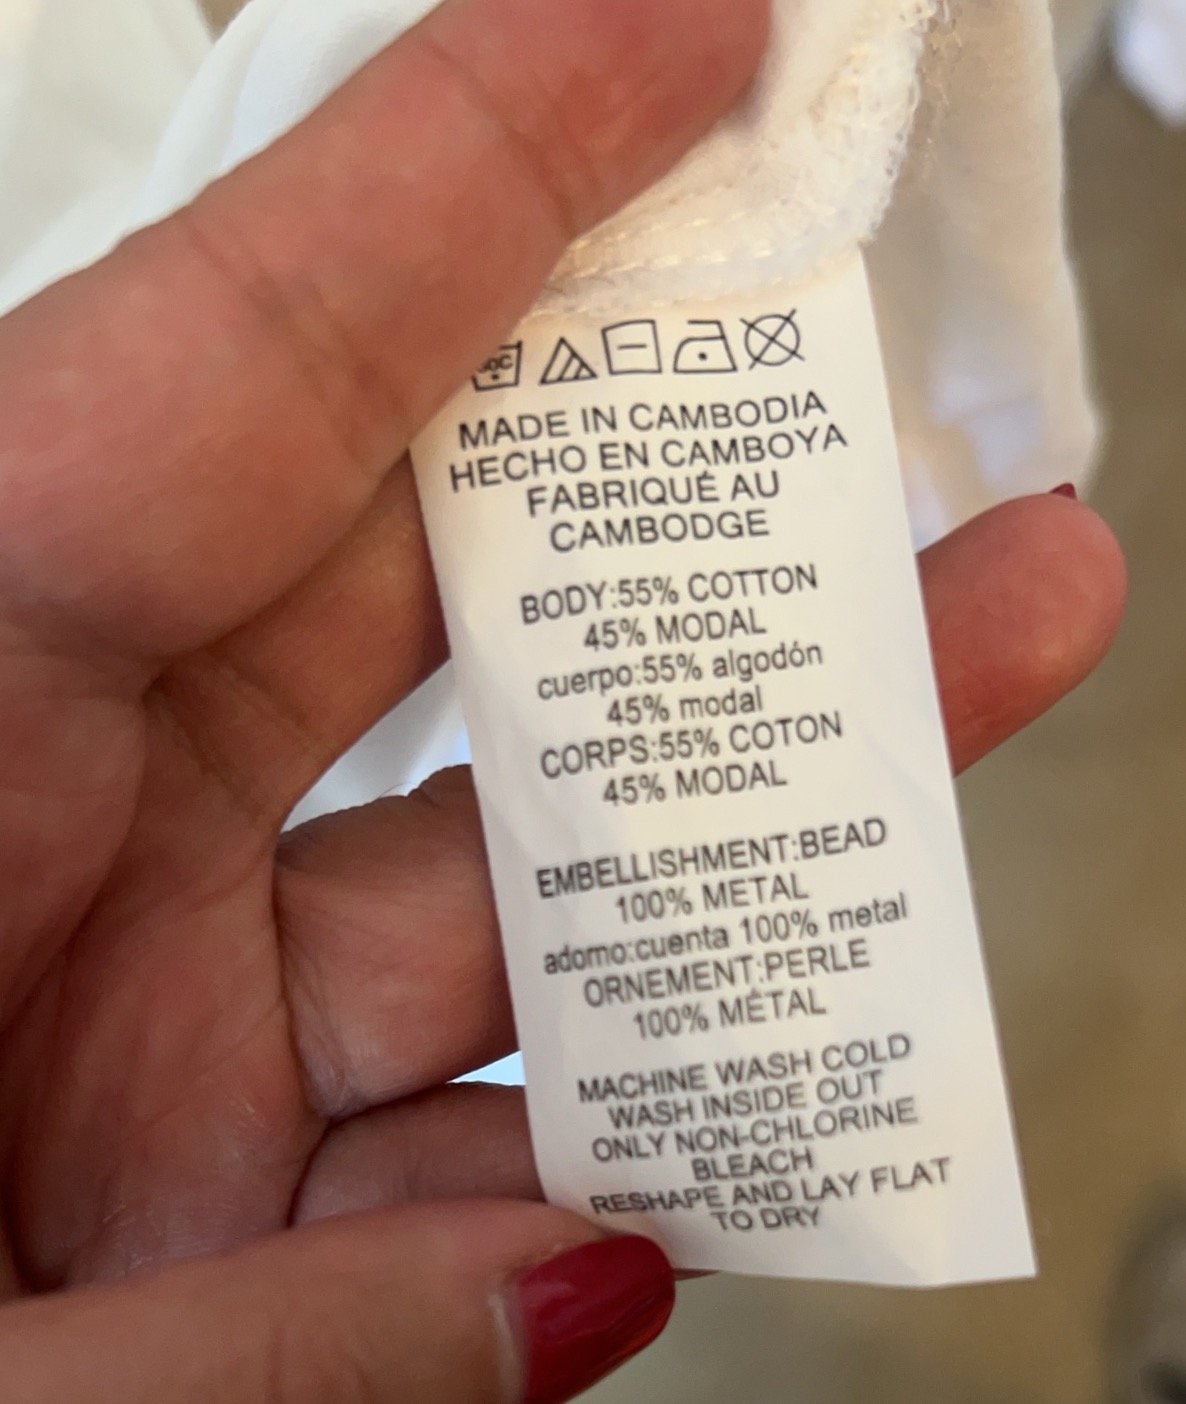 MADE IN CAMBODIA
HECHO EN CAMBOYA
FABRIQUÉ AU
CAMBODGE
BODY:55% COTTON
45% MODAL
cuerpo:55% algodón
45% modal
CORPS:55% COTON
45% MODAL
EMBELLISHMENT:BEAD
100% METAL
adorno:cuenta 100% metal
ORNEMENT:PERLE
100% MÉTAL
MACHINE WASH COLD
WASH INSIDE OUT
ONLY NON-CHLORINE
BLEACH
RESHAPE AND LAY FLAT
TO DRY